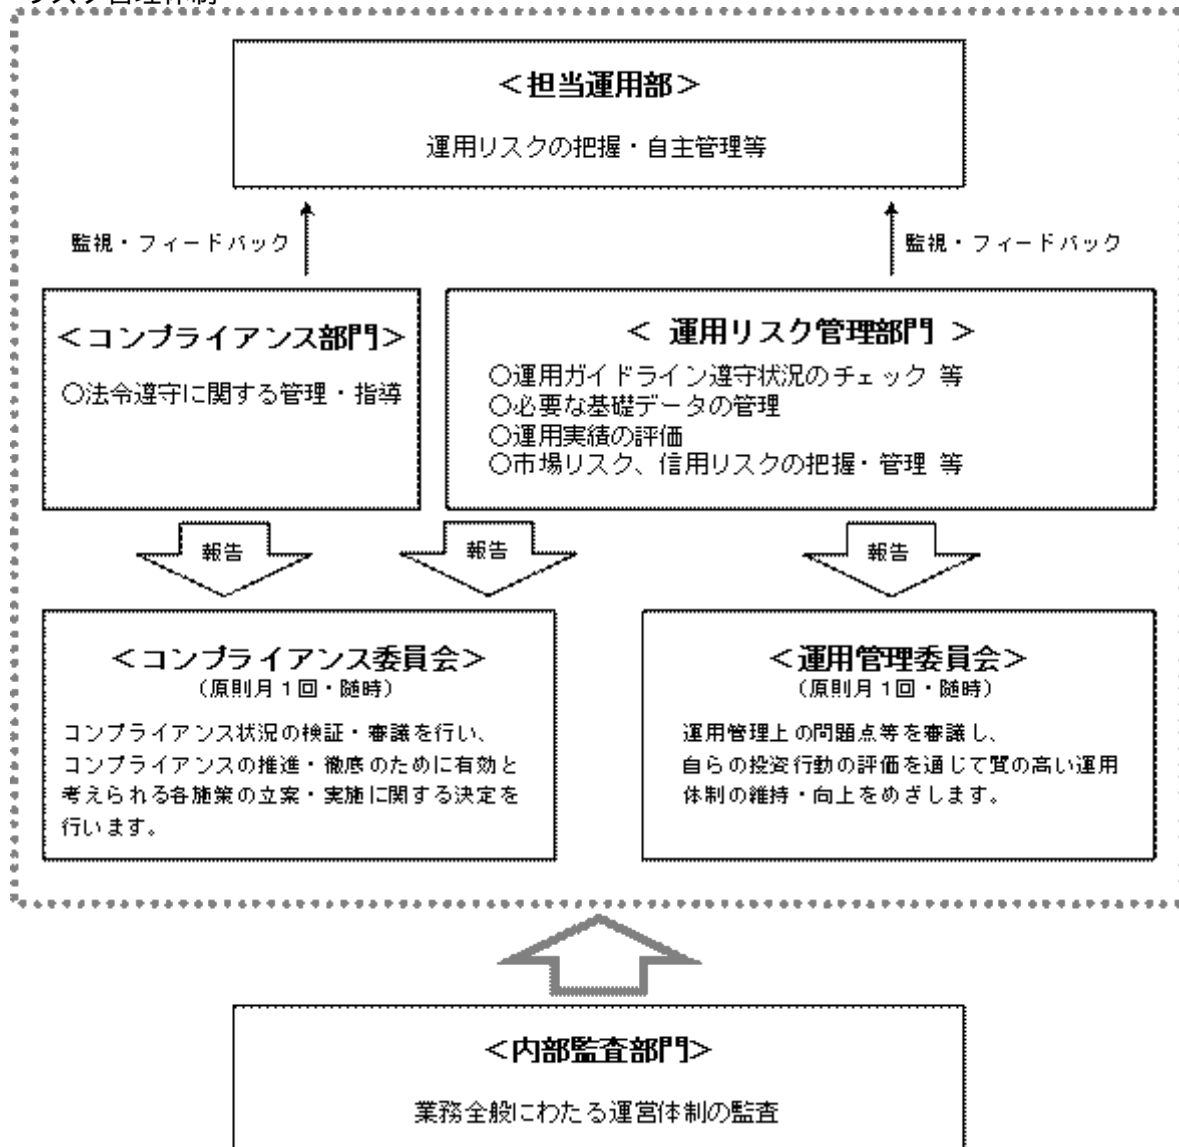 リスク管理体制
＜担当運用部＞
運用リスクの把握・自主管理等
監視・フィードバック
監視・フィードバック
＜コンプライアンス部門＞
○法令遵守に関する管理・指導
＜ 運用リスク管理部門 ＞
○運用ガイドライン遵守状況のチェック 等
○必要な基礎データの管理
○運用実績の評価
○市場リスク、信用リスクの把握・管理 等
報告
報告
報告
＜コンプライアンス委員会＞
（原則月１回・随時）
コンプライアンス状況の検証・審議を行い、
コンプライアンスの推進・徹底のために有効と
考えられる各施策の立案・実施に関する決定を
行います。
＜運用管理委員会＞
（原則月１回・随時）
運用管理上の問題点等を審議し、
自らの投資行動の評価を通じて質の高い運用
体制の維持・向上をめざします。
＜内部監査部門＞
業務全般にわたる運営体制の監査